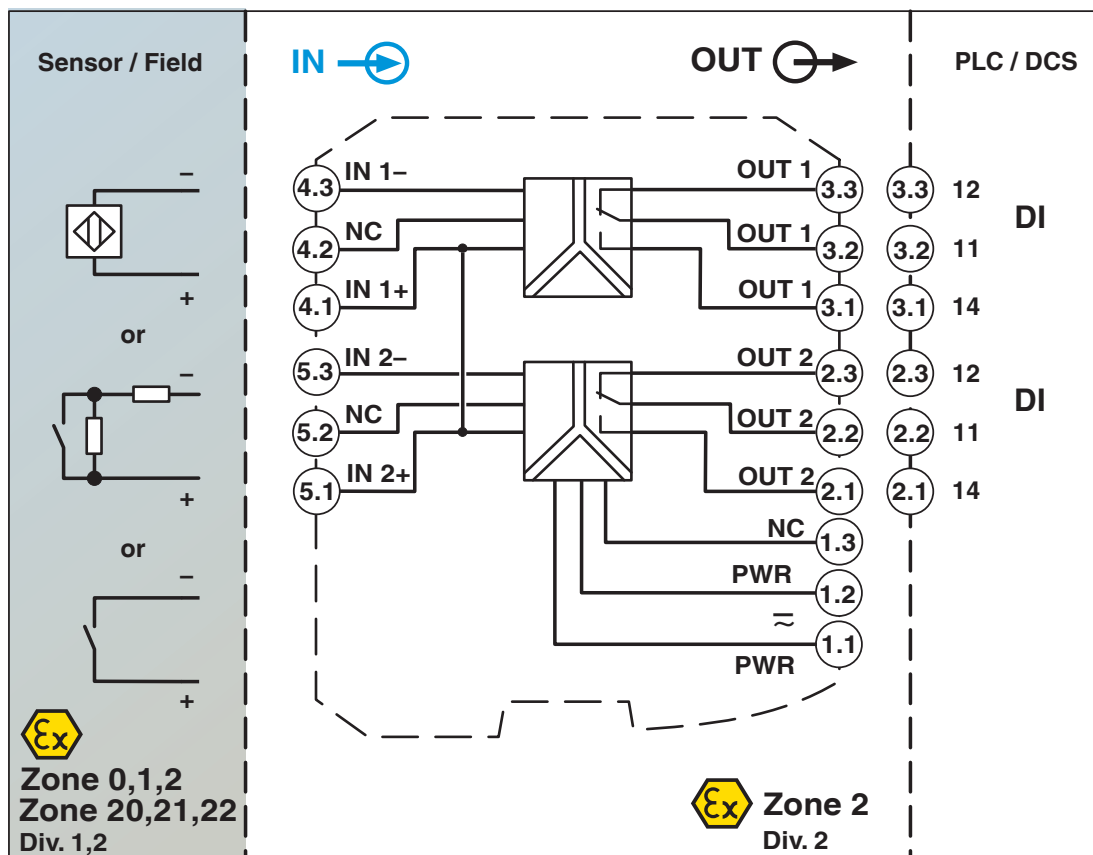 Sensor / Field
IN
OUT
PLC / DCS
–
+
or
–
+
or
–
+
Ex
Zone 0,1,2
Zone 20,21,22
Div. 1,2
4.3 IN 1–
4.2 NC
4.1 IN 1+
5.3 IN 2–
5.2 NC
5.1 IN 2+
OUT 1 3.3
OUT 1 3.2
OUT 1 3.1
OUT 2 2.3
OUT 2 2.2
OUT 2 2.1
NC 1.3
PWR 1.2
1.1
PWR
Ex Zone 2
Div. 2
3.3 12
DI
3.2 11
3.1 14
2.3 12
DI
2.2 11
2.1 14